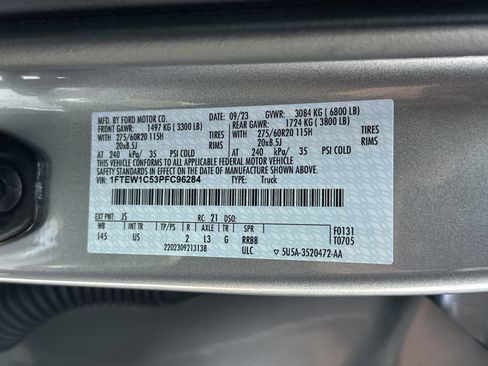 MFD. BY FORD MOTOR CO.
DATE: 09/23 GVWR: 3084 KG (6800 LB)
FRONT GAWR: 1497 KG (3300 LB) REAR GAWR: 1724 KG (3800 LB)
WITH 275/60R20 115H TIRES WITH 275/60R20 115H TIRES
20x8.5J RIMS 20x8.5J RIMS
AT 240 kPa/ 35 PSI COLD AT 240 kPa/ 35 PSI COLD
THIS VEHICLE CONFORMS TO ALL APPLICABLE FEDERAL MOTOR VEHICLE
SAFETY STANDARDS IN EFFECT ON THE DATE OF MANUFACTURE SHOWN ABOVE.
VIN: 1FTEW1C53PFC96284 TYPE: Truck
EXT PNT: JS RC: 21 DSO:
WB INT TR TP/PS R AXLE TR SPR F0131
145 US 2 L3 G RRBB T0705
2202309213138 ULC 5U5A-3520472-AA